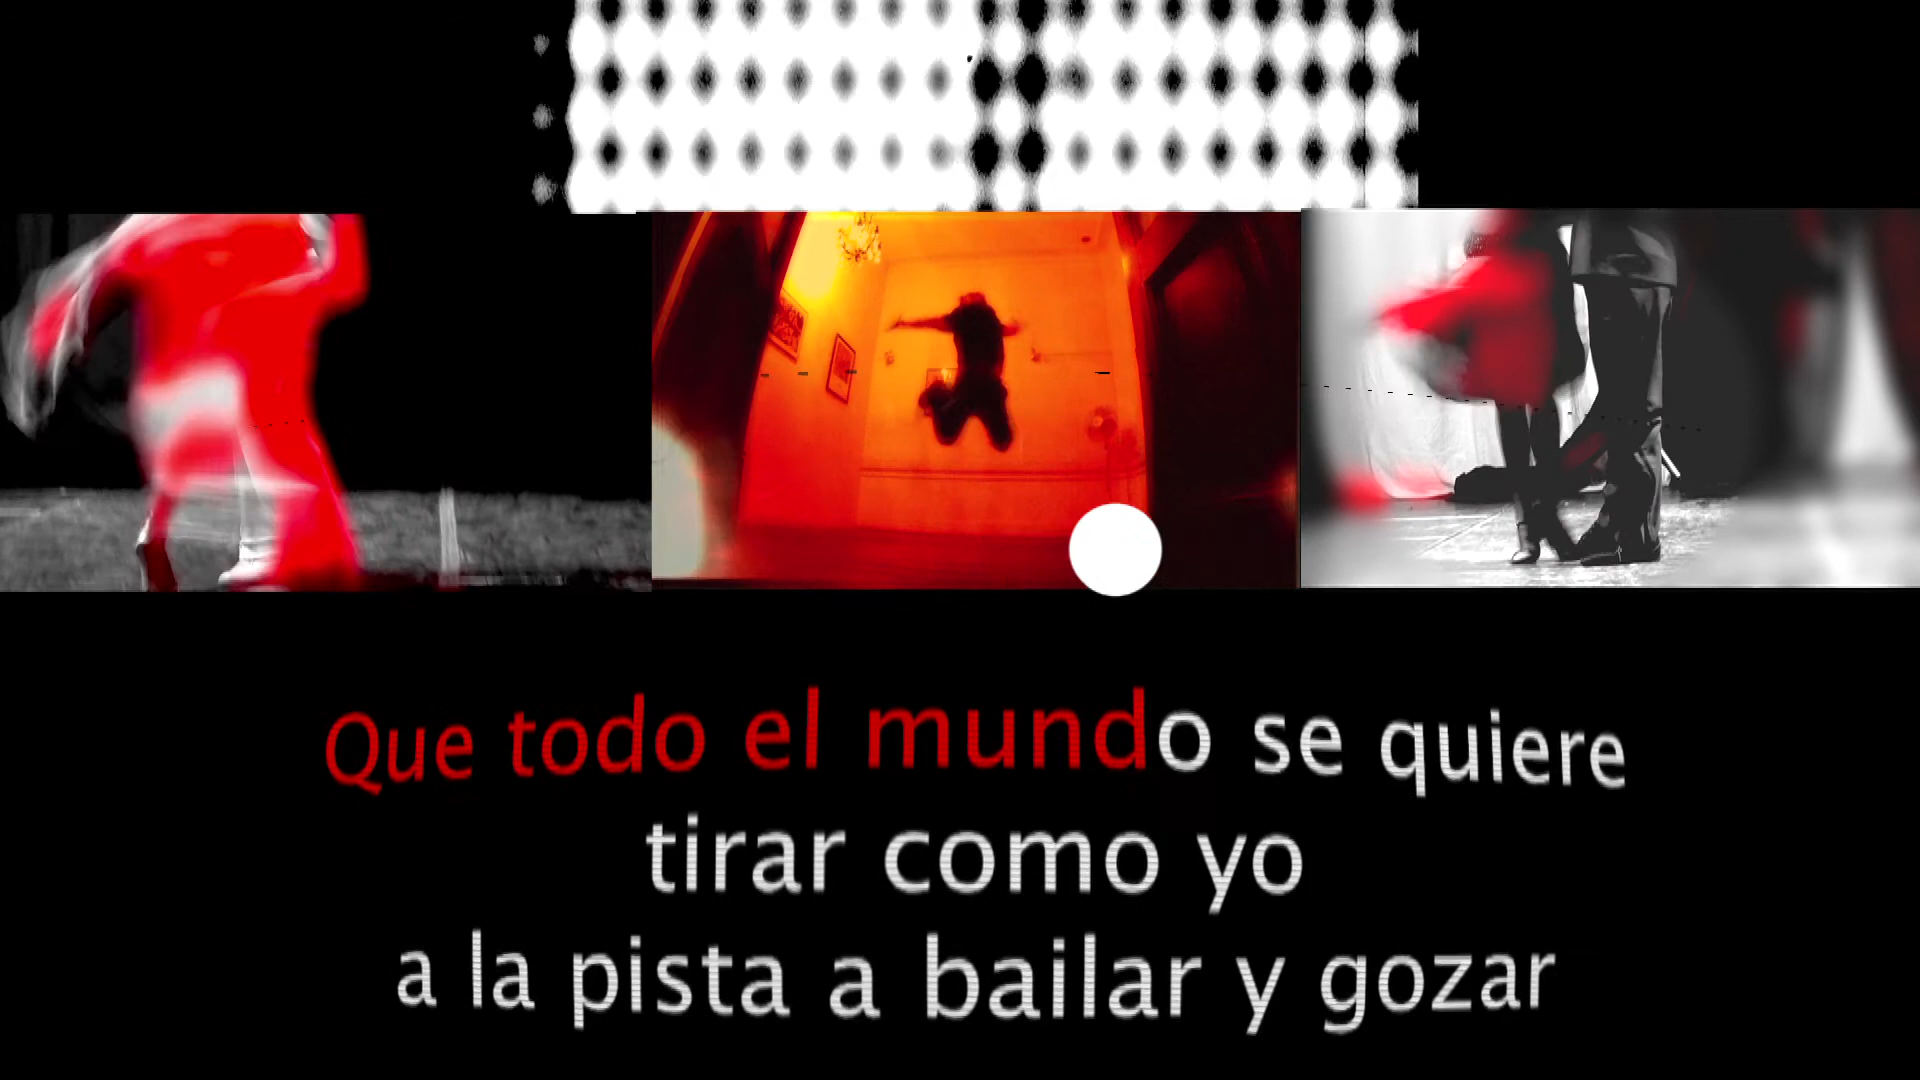 Que todo el mundo se quiere
tirar como yo
a la pista a bailar y gozar